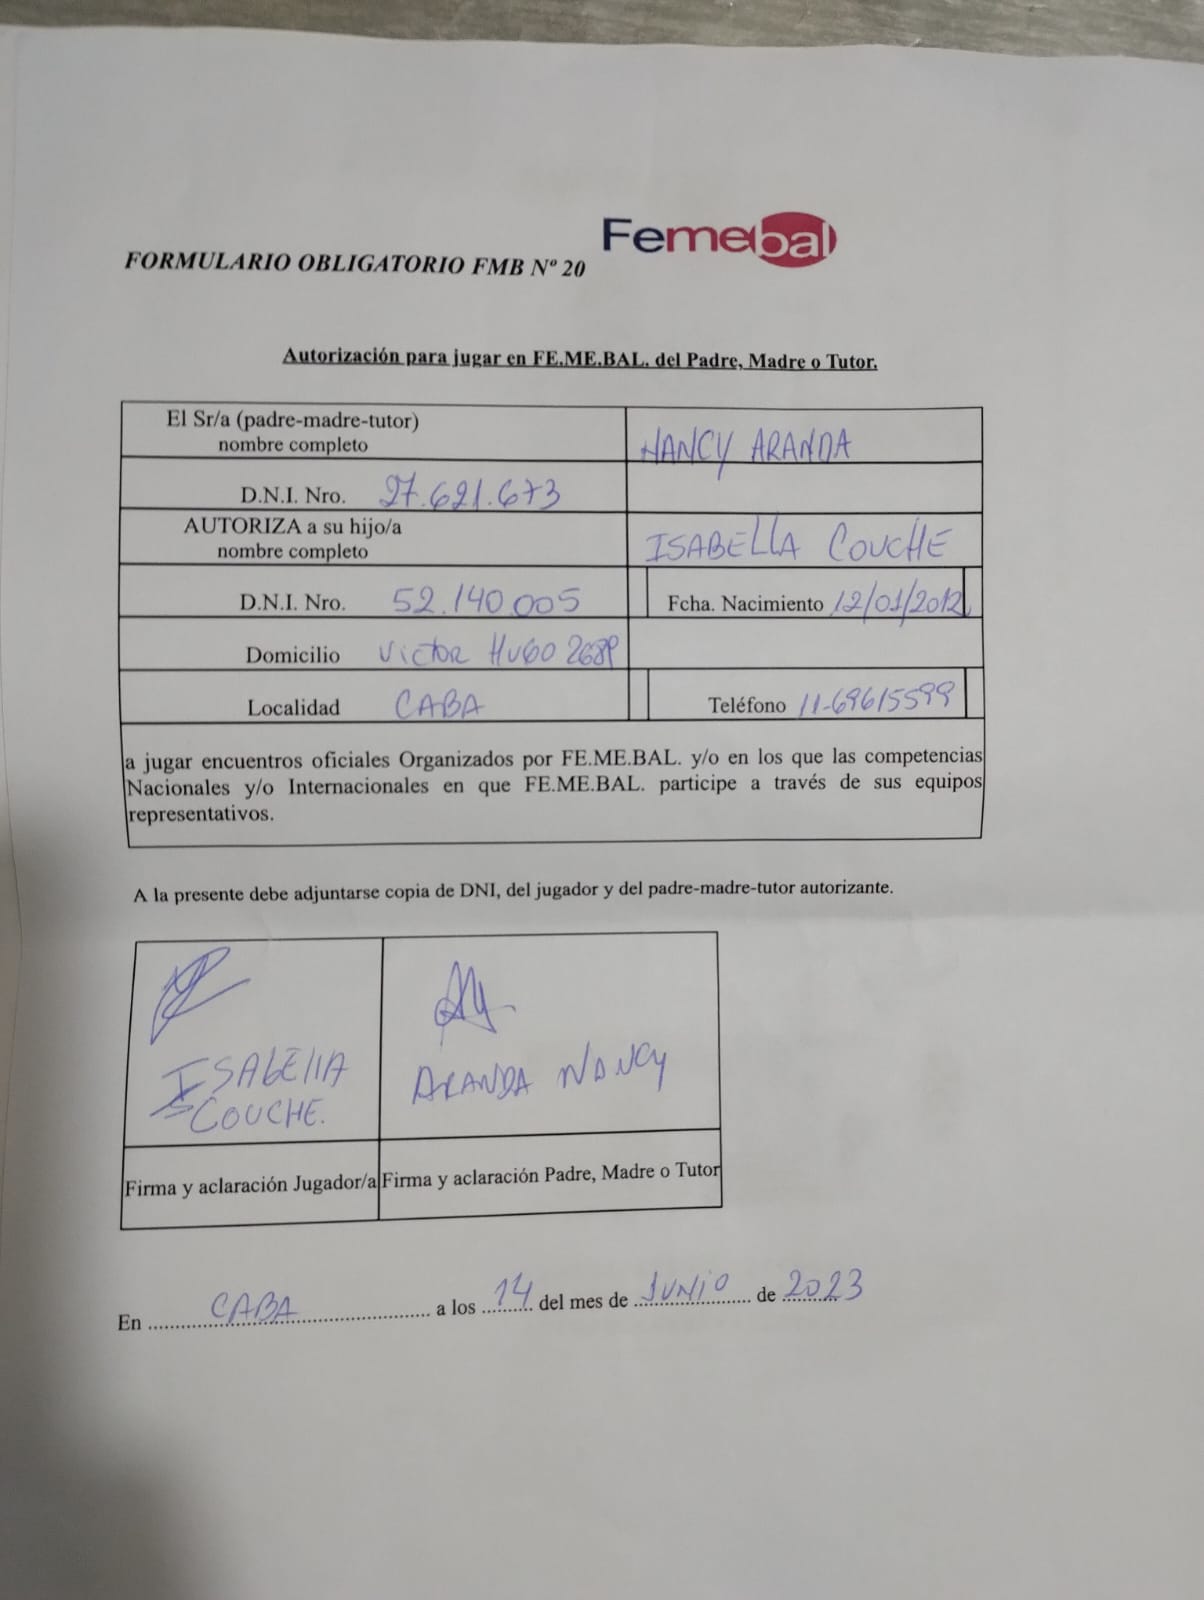 Femebal
FORMULARIO OBLIGATORIO FMB Nº 20
Autorización para jugar en FE.ME.BAL. del Padre, Madre o Tutor.
El Sr/a (padre-madre-tutor)
nombre completo
NANCY ARANDA
D.N.I. Nro. 27.621.673
AUTORIZA a su hijo/a
nombre completo
ISABELLA COUCHE
D.N.I. Nro. 52.140.005
Fcha. Nacimiento 12/01/2012
Domicilio VICTOR HUGO 2689
Localidad CABA
Teléfono 11-69615599
a jugar encuentros oficiales Organizados por FE.ME.BAL. y/o en los que las competencias
Nacionales y/o Internacionales en que FE.ME.BAL. participe a través de sus equipos
representativos.
A la presente debe adjuntarse copia de DNI, del jugador y del padre-madre-tutor autorizante.
ISABELLA
COUCHE.
ARANDA NANCY
Firma y aclaración Jugador/a
Firma y aclaración Padre, Madre o Tutor
En CABA a los 14 del mes de JUNIO de 2023